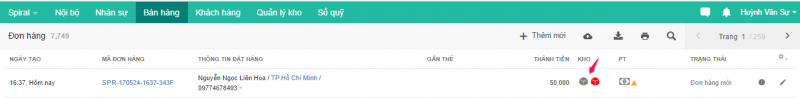 Spiral Nội bộ Nhân sự Bán hàng Khách hàng Quản lý kho Sổ quỹ Huỳnh Văn Sự
Đơn hàng 7,749 Thêm mới Trang 1 / 259
NGÀY TẠO MÃ ĐƠN HÀNG THÔNG TIN ĐẶT HÀNG GẮN THẺ THÀNH TIỀN KHO PT TRẠNG THÁI
16:37, Hôm nay SPR-170524-1637-343F Nguyễn Ngọc Liên Hoa / TP.Hồ Chí Minh / 50,000 Đơn hàng mới
99774678493